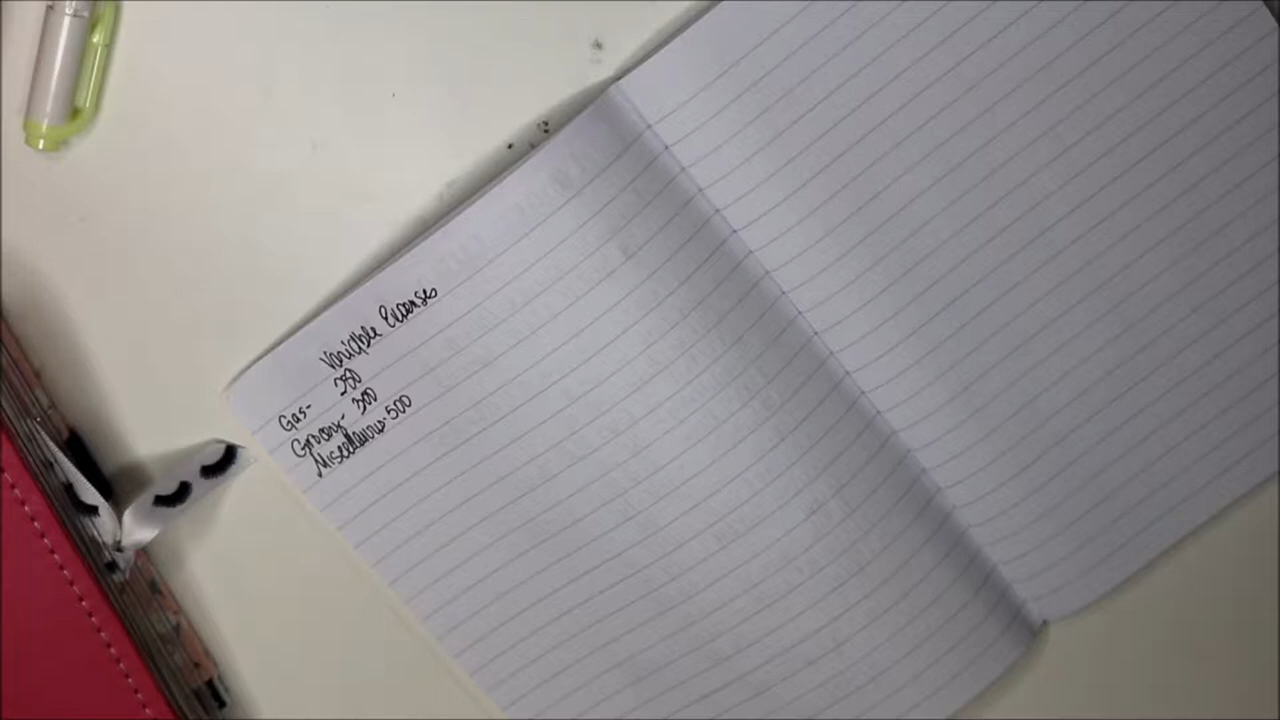 Variable Expenses
Gas- 250
Grocery- 300
Miscellaneous- 500